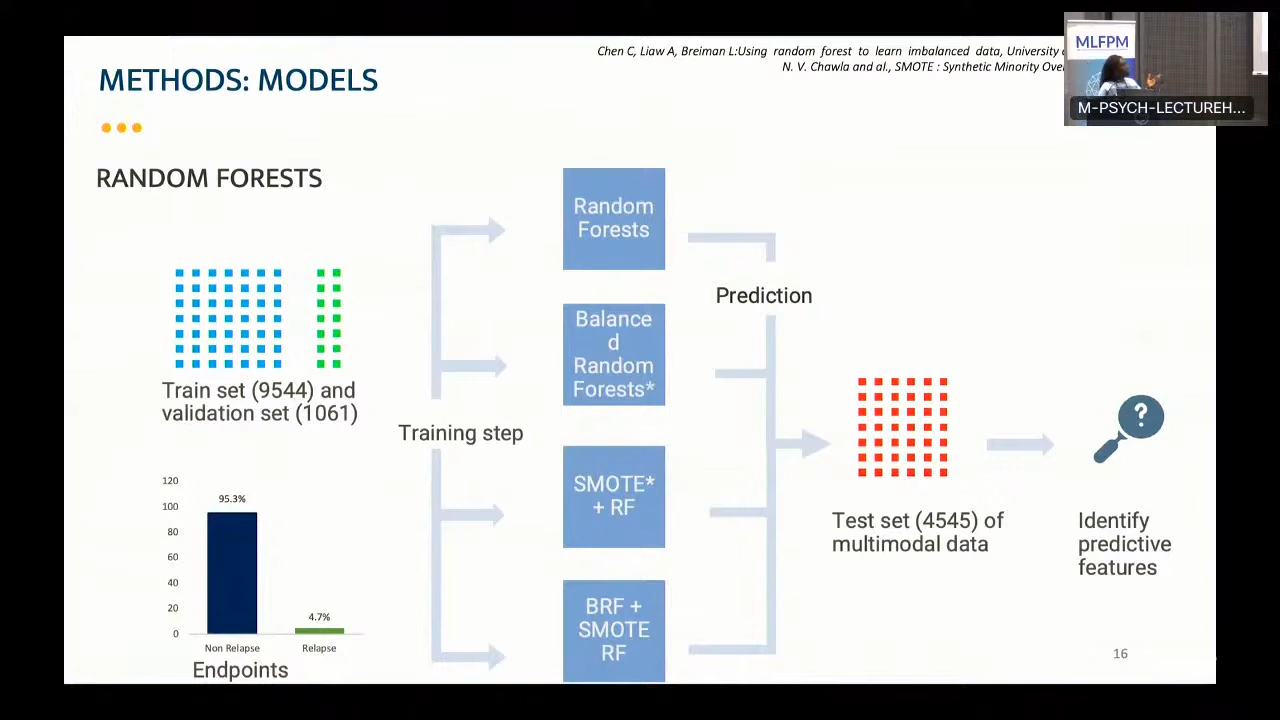 METHODS: MODELS
Chen C, Liaw A, Breiman L:Using random forest to learn imbalanced data, University
N. V. Chawla and al., SMOTE : Synthetic Minority
MLFPM
M-PSYCH-LECTUREH...
RANDOM FORESTS
Train set (9544) and
validation set (1061)
120
100
80
60
40
20
0
95.3%
4.7%
Non Relapse
Relapse
Endpoints
Training step
Random
Forests
Balance
d
Random
Forests*
SMOTE*
+ RF
BRF +
SMOTE
RF
Prediction
Test set (4545) of
multimodal data
Identify
predictive
features
?
16